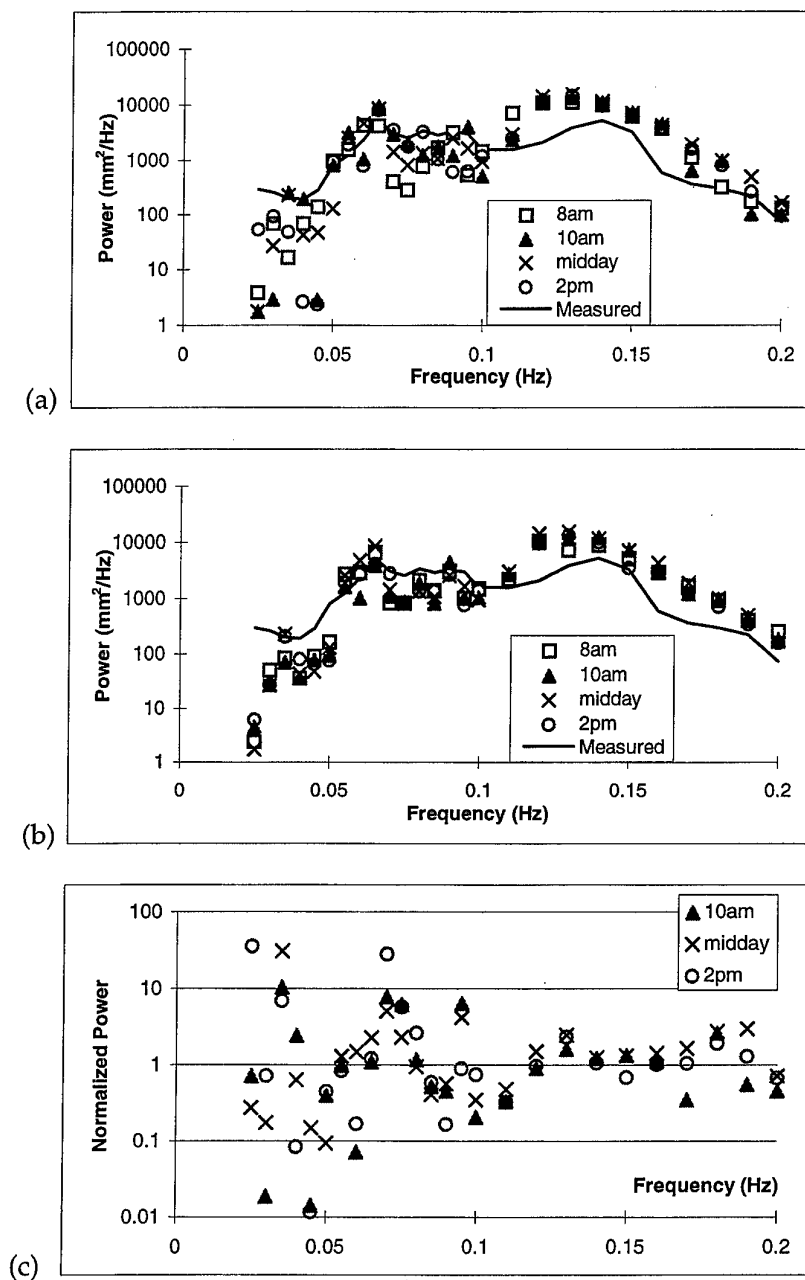 100000
10000
1000
100
10
1
Power (mm²/Hz)
8am
10am
midday
2pm
Measured
0
0.05
0.1
0.15
0.2
Frequency (Hz)
(a)
100000
10000
1000
100
10
1
Power (mm²/Hz)
8am
10am
midday
2pm
Measured
0
0.05
0.1
0.15
0.2
Frequency (Hz)
(b)
100
10
1
0.1
0.01
Normalized Power
10am
midday
2pm
Frequency (Hz)
0
0.05
0.1
0.15
0.2
(c)